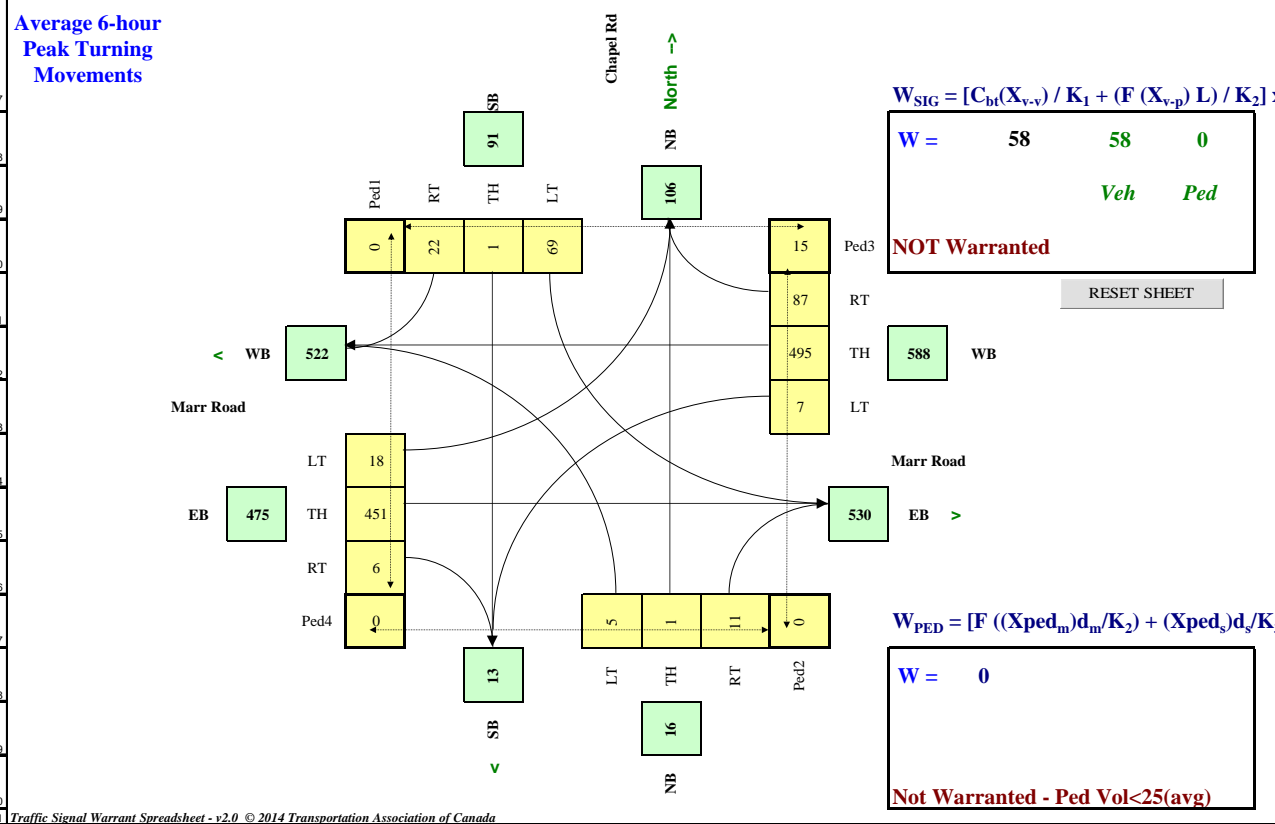 Average 6-hour
Peak Turning
Movements
Chapel Rd
North -->
SB
91
NB
106
Ped1
RT
TH
LT
0
22
1
69
15
Ped3
87
RT
495
TH
7
LT
588
WB
< WB
522
Marr Road
Marr Road
LT
18
EB
475
TH
451
RT
6
Ped4
0
530
EB >
5
1
11
0
LT
TH
RT
Ped2
13
SB
<
16
NB
W_SIG = [C_bt(X_v-v) / K_1 + (F (X_v-p) L) / K_2]
W = 58 58 0
Veh Ped
NOT Warranted
RESET SHEET
W_PED = [F ((Xped_m)d_m/K_2) + (Xped_s)d_s/K
W = 0
Not Warranted - Ped Vol<25(avg)
Traffic Signal Warrant Spreadsheet - v2.0 © 2014 Transportation Association of Canada